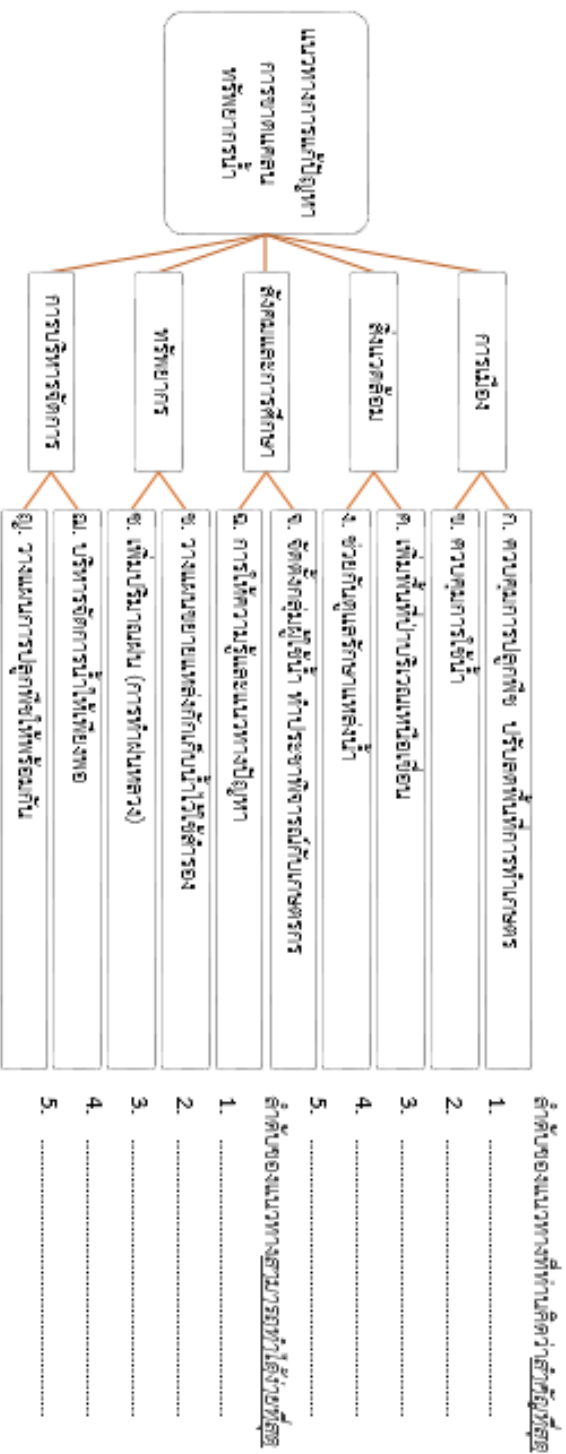 แนวทางการแก้ปัญหา
การขาดแคลน
ทรัพยากรน้ำ
การเมือง
ก. ควบคุมการปลูกพืช ปรับลดพื้นที่การทำเกษตร
ข. ควบคุมการใช้น้ำ
สิ่งแวดล้อม
ค. เพิ่มพื้นที่ป่าบริเวณเหนือเขื่อน
ง. ช่วยกันดูแลรักษาแหล่งน้ำ
สังคมและการศึกษา
จ. จัดตั้งกลุ่มผู้ใช้น้ำ ทำประชาพิจารณ์กับเกษตรกร
ฉ. การให้ความรู้และแนวทางปัญหา
ทรัพยากร
ช. วางแผนขยายแหล่งกักเก็บน้ำไว้ใช้สำรอง
ซ. เพิ่มปริมาณฝน (การทำฝนหลวง)
การบริหารจัดการ
ฌ. บริหารจัดการน้ำให้เพียงพอ
ญ. วางแผนการปลูกพืชให้พร้อมกัน
ลำดับของแนวทางที่ท่านคิดว่าสำคัญที่สุด
1. ........................................
2. ........................................
3. ........................................
4. ........................................
5. ........................................
ลำดับของแนวทางสามารถทำได้ง่ายที่สุด
1. ........................................
2. ........................................
3. ........................................
4. ........................................
5. ........................................